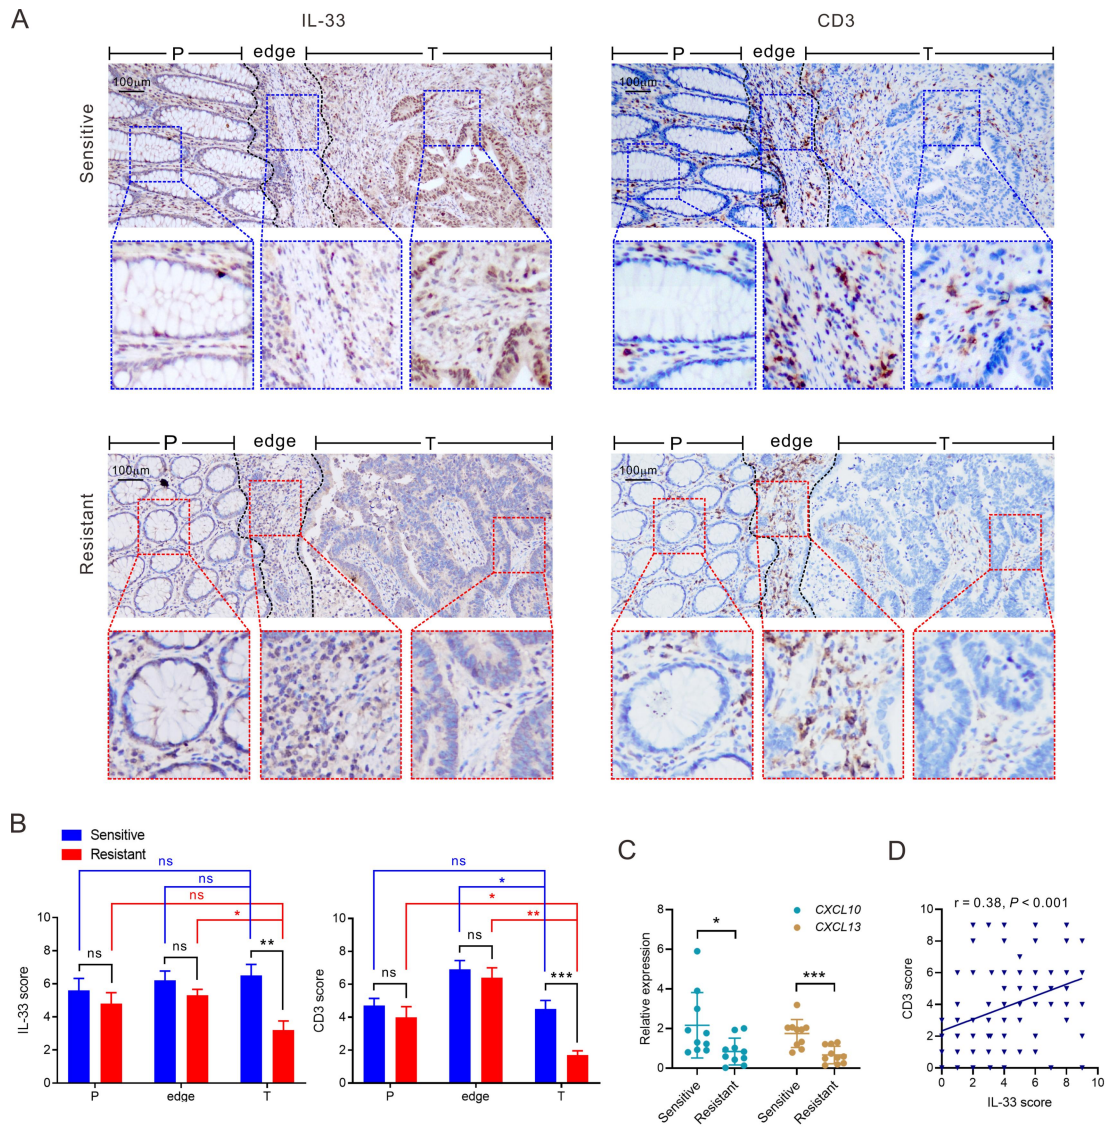 A
IL-33
CD3
P edge T
P edge T
Sensitive
100μm
100μm
P edge T
P edge T
Resistant
100μm
100μm
B
Sensitive
Resistant
ns
ns
ns
*
ns
ns
**
IL-33 score
10
8
6
4
2
0
P edge T
ns
*
*
**
ns
ns
***
CD3 score
10
8
6
4
2
0
P edge T
C
CXCL10
CXCL13
*
***
Relative expression
8
6
4
2
0
Sensitive Resistant Sensitive Resistant
D
r = 0.38, P < 0.001
CD3 score
10
8
6
4
2
0
0 2 4 6 8 10
IL-33 score